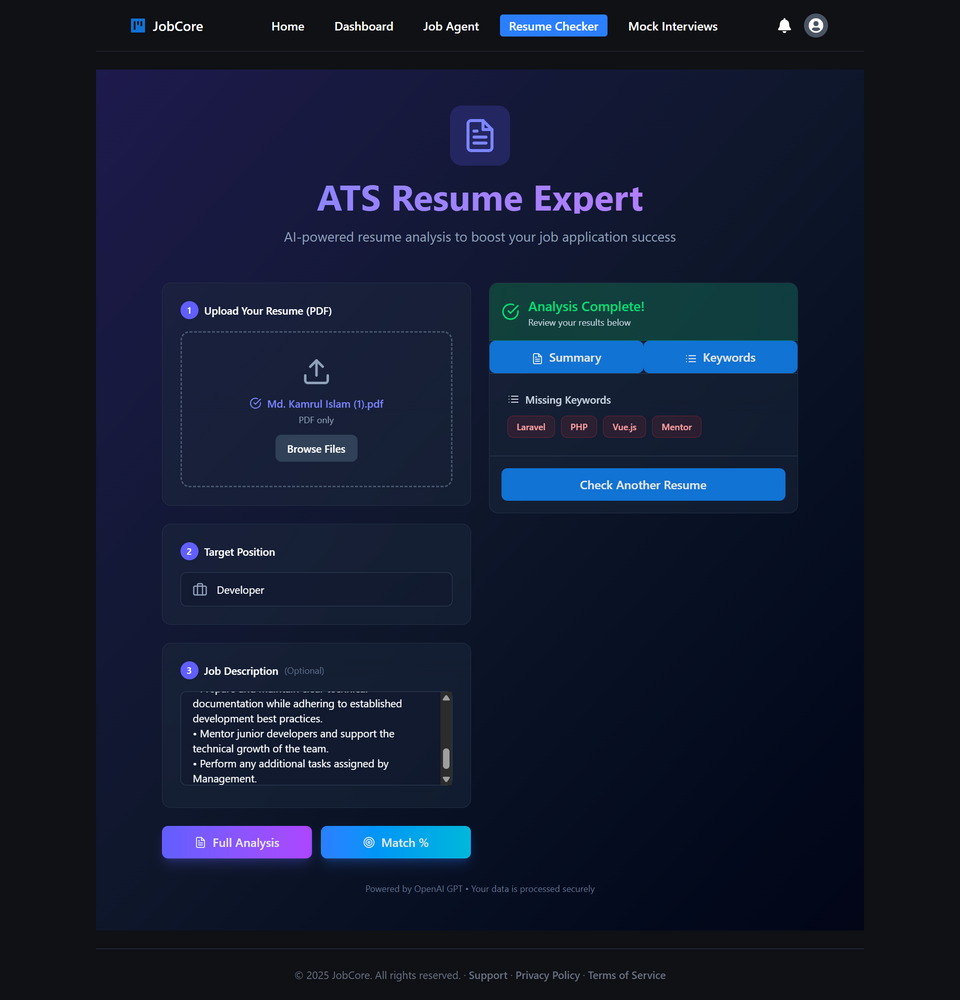 JobCore
Home
Dashboard
Job Agent
Resume Checker
Mock Interviews
ATS Resume Expert
AI-powered resume analysis to boost your job application success
1 Upload Your Resume (PDF)
Md. Kamrul Islam (1).pdf
PDF only
Browse Files
2 Target Position
Developer
3 Job Description (Optional)
documentation while adhering to established
development best practices.
• Mentor junior developers and support the
technical growth of the team.
• Perform any additional tasks assigned by
Management.
Full Analysis
Match %
Analysis Complete!
Review your results below
Summary
Keywords
Missing Keywords
Laravel
PHP
Vue.js
Mentor
Check Another Resume
Powered by OpenAI GPT • Your data is processed securely
© 2025 JobCore. All rights reserved. · Support · Privacy Policy · Terms of Service